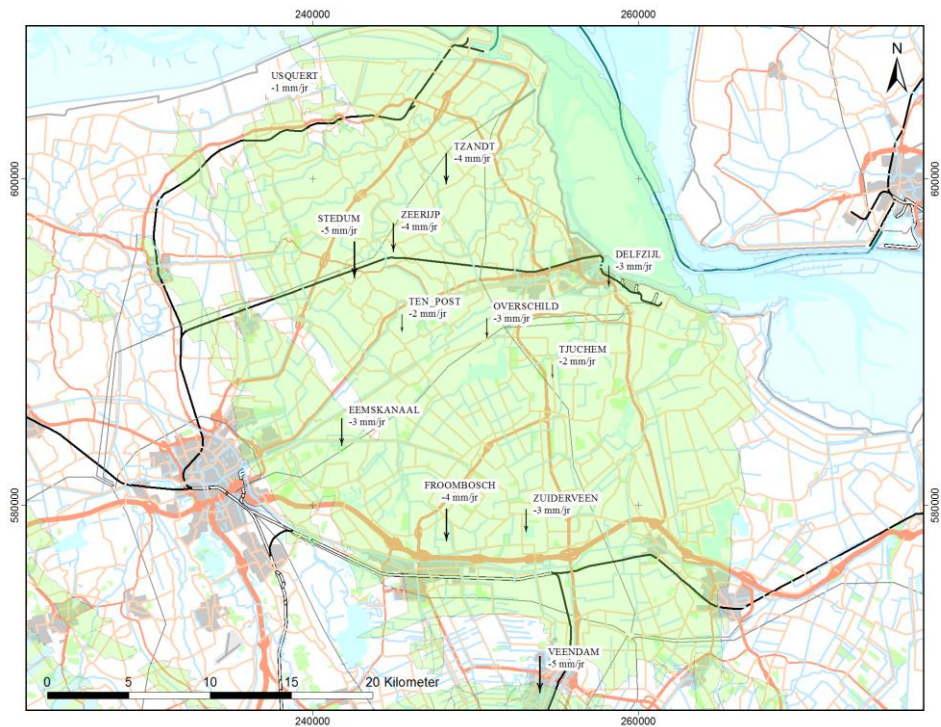 240000
260000
N
USQUERT
-1 mm/jr
TZANDT
-4 mm/jr
600000
600000
STEDUM
-5 mm/jr
ZEERIJP
-4 mm/jr
DELFZIJL
-3 mm/jr
TEN_POST
-2 mm/jr
OVERSCHILD
-3 mm/jr
TJUCHEM
-2 mm/jr
EEMSKANAAL
-3 mm/jr
FROOMBOSCH
-4 mm/jr
ZUIDERVEEN
-3 mm/jr
580000
580000
VEENDAM
-5 mm/jr
0 5 10 15 20 Kilometer
240000
260000